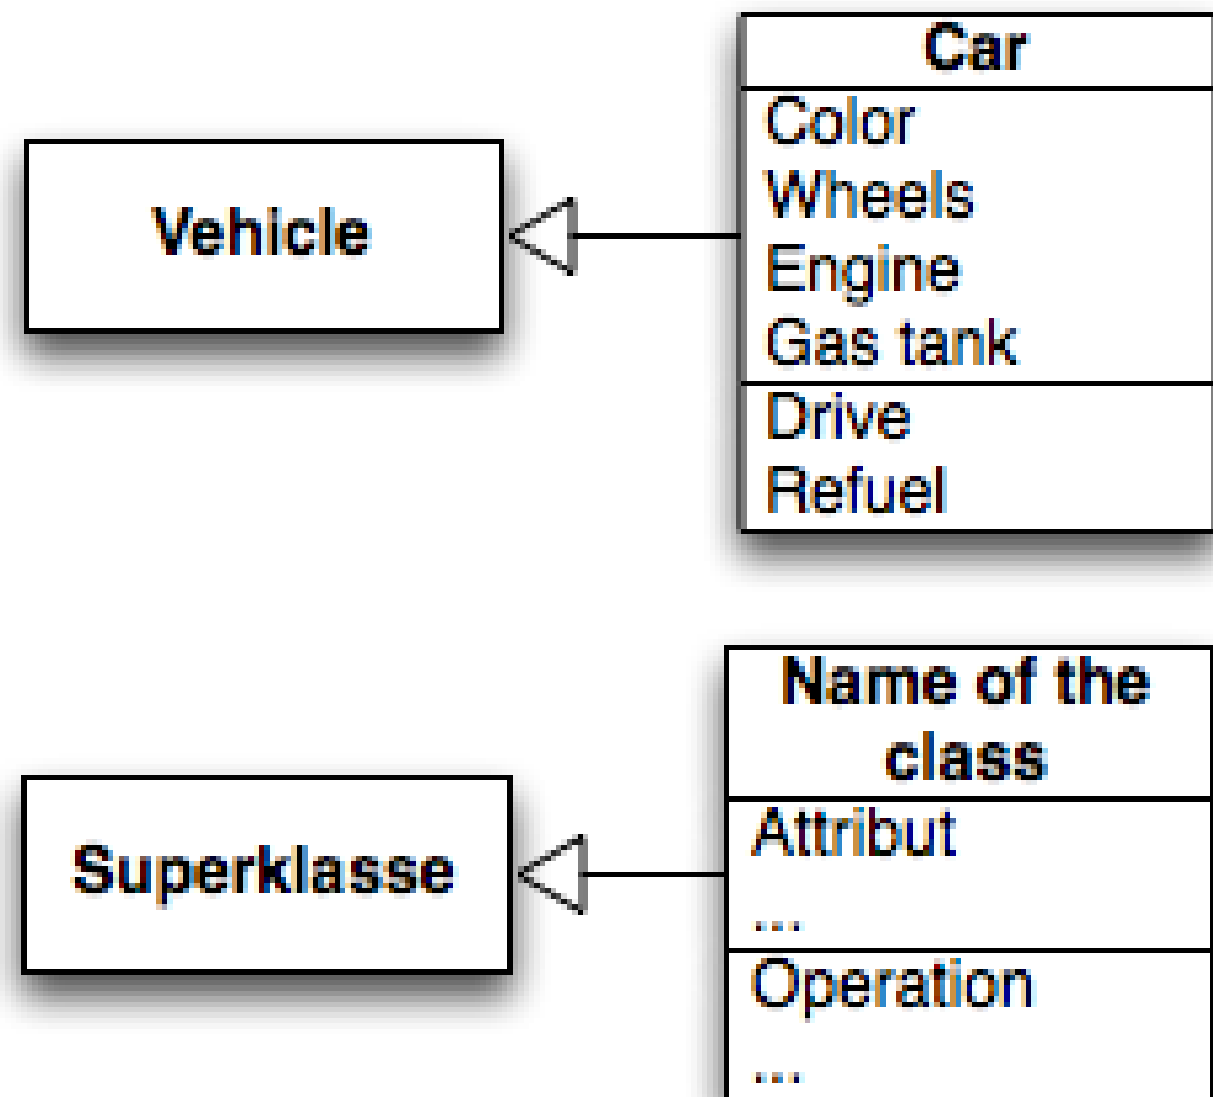 Car
Color
Wheels
Engine
Gas tank
Drive
Refuel
Vehicle
Name of the
class
Attribut
...
Operation
...
Superklasse